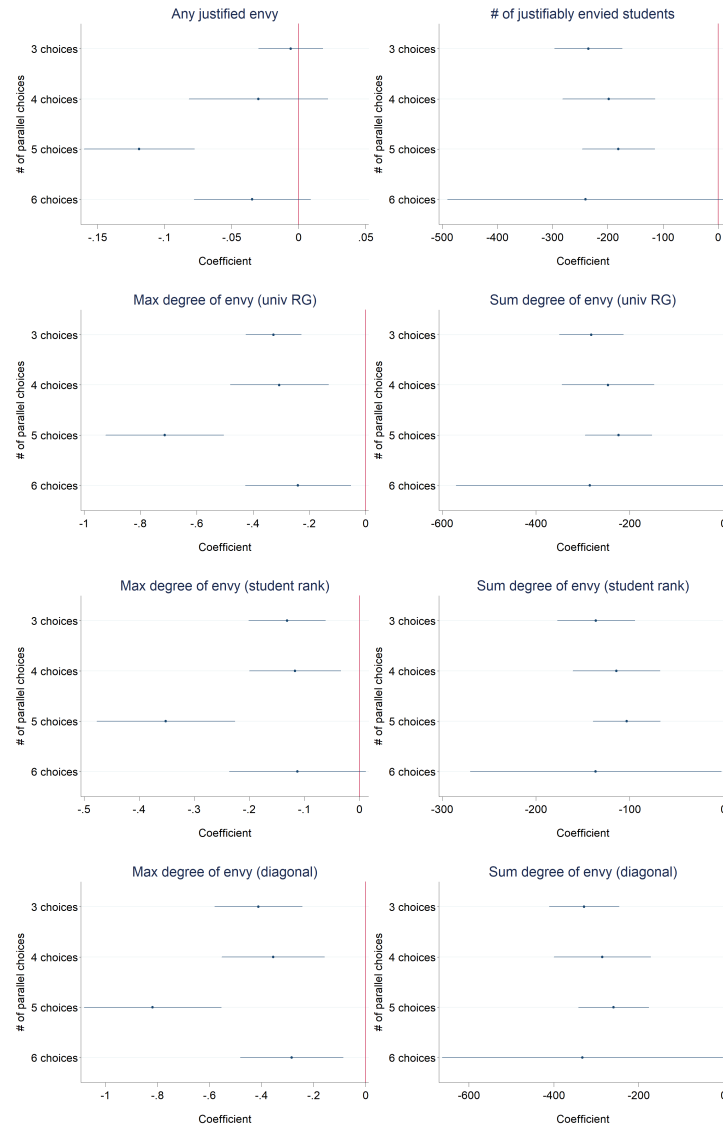 Any justified envy
# of parallel choices
3 choices
4 choices
5 choices
6 choices
-.15 -.1 -.05 0 .05
Coefficient
# of justifiably envied students
# of parallel choices
3 choices
4 choices
5 choices
6 choices
-500 -400 -300 -200 -100 0
Coefficient
Max degree of envy (univ RG)
# of parallel choices
3 choices
4 choices
5 choices
6 choices
-1 -.8 -.6 -.4 -.2 0
Coefficient
Sum degree of envy (univ RG)
# of parallel choices
3 choices
4 choices
5 choices
6 choices
-600 -400 -200
Coefficient
Max degree of envy (student rank)
# of parallel choices
3 choices
4 choices
5 choices
6 choices
-.5 -.4 -.3 -.2 -.1 0
Coefficient
Sum degree of envy (student rank)
# of parallel choices
3 choices
4 choices
5 choices
6 choices
-300 -200 -100
Coefficient
Max degree of envy (diagonal)
# of parallel choices
3 choices
4 choices
5 choices
6 choices
-1 -.8 -.6 -.4 -.2 0
Coefficient
Sum degree of envy (diagonal)
# of parallel choices
3 choices
4 choices
5 choices
6 choices
-600 -400 -200
Coefficient